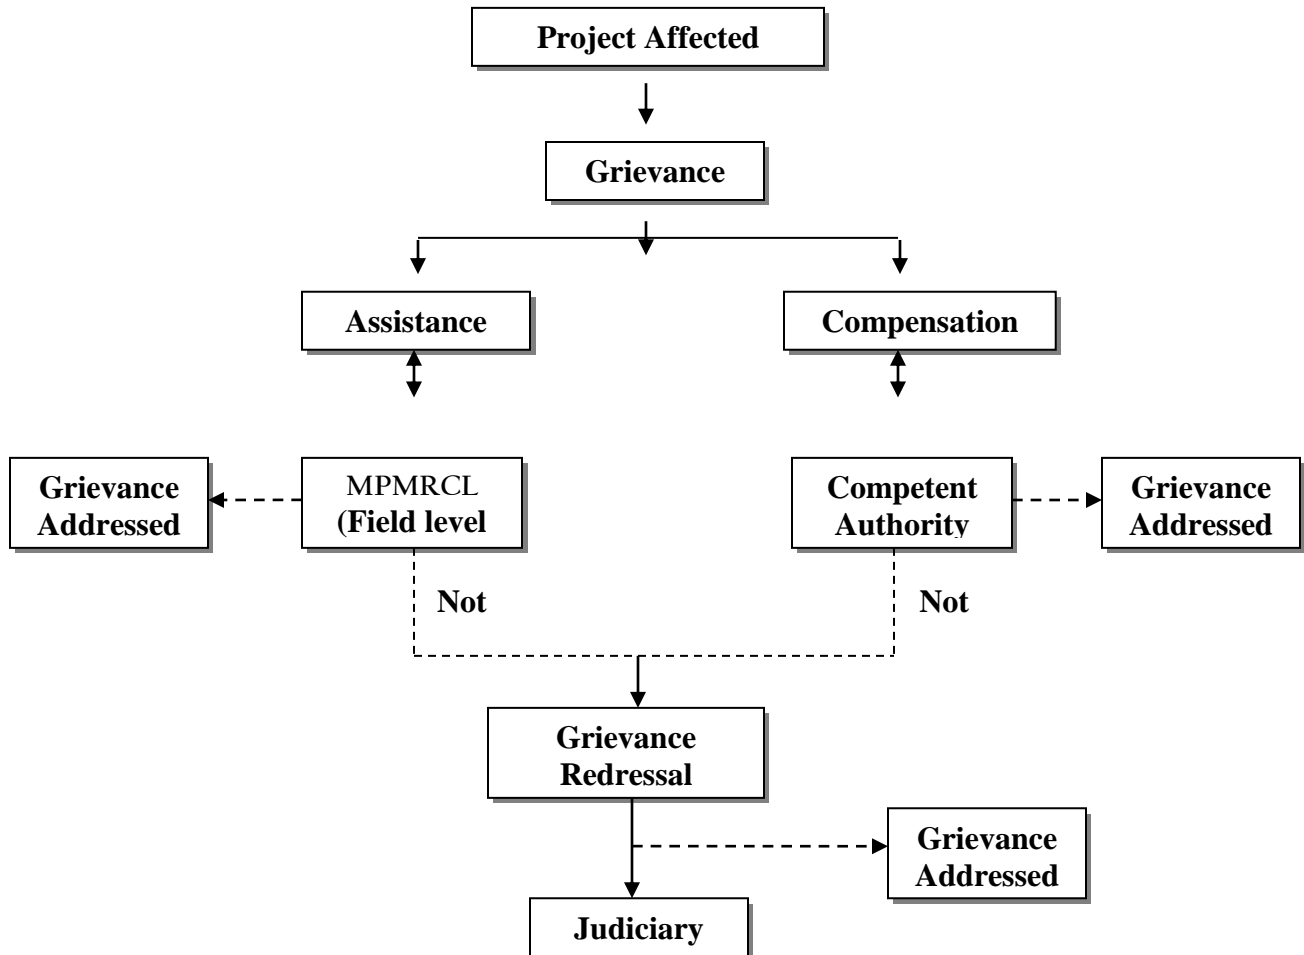 Project Affected
Grievance
Assistance
Compensation
Grievance
Addressed
MPMRCL
(Field level
Competent
Authority
Grievance
Addressed
Not
Not
Grievance
Redressal
Grievance
Addressed
Judiciary